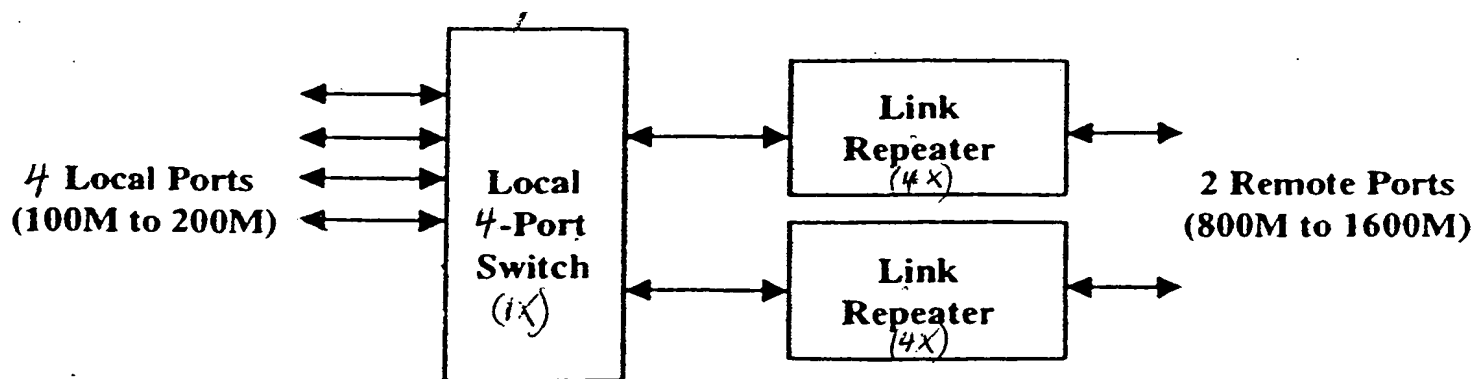 4 Local Ports
(100M to 200M)
Local
4-Port
Switch
(1X)
Link
Repeater
(4X)
Link
Repeater
(4X)
2 Remote Ports
(800M to 1600M)